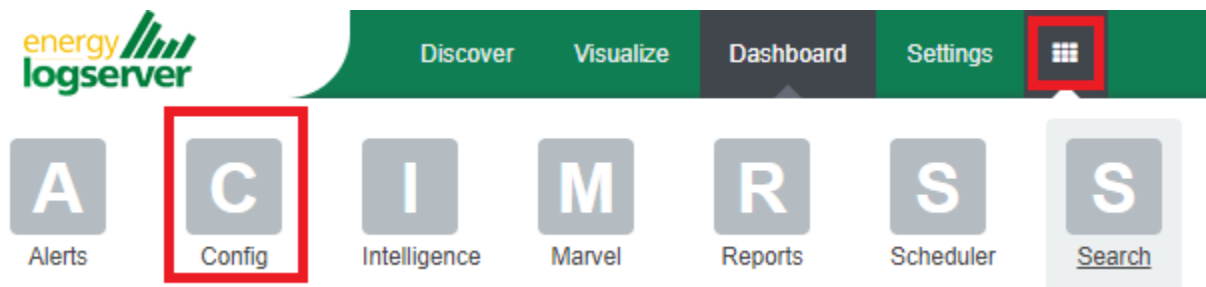 energy
logserver
Discover Visualize Dashboard Settings
A C I M R S S
Alerts Config Intelligence Marvel Reports Scheduler Search